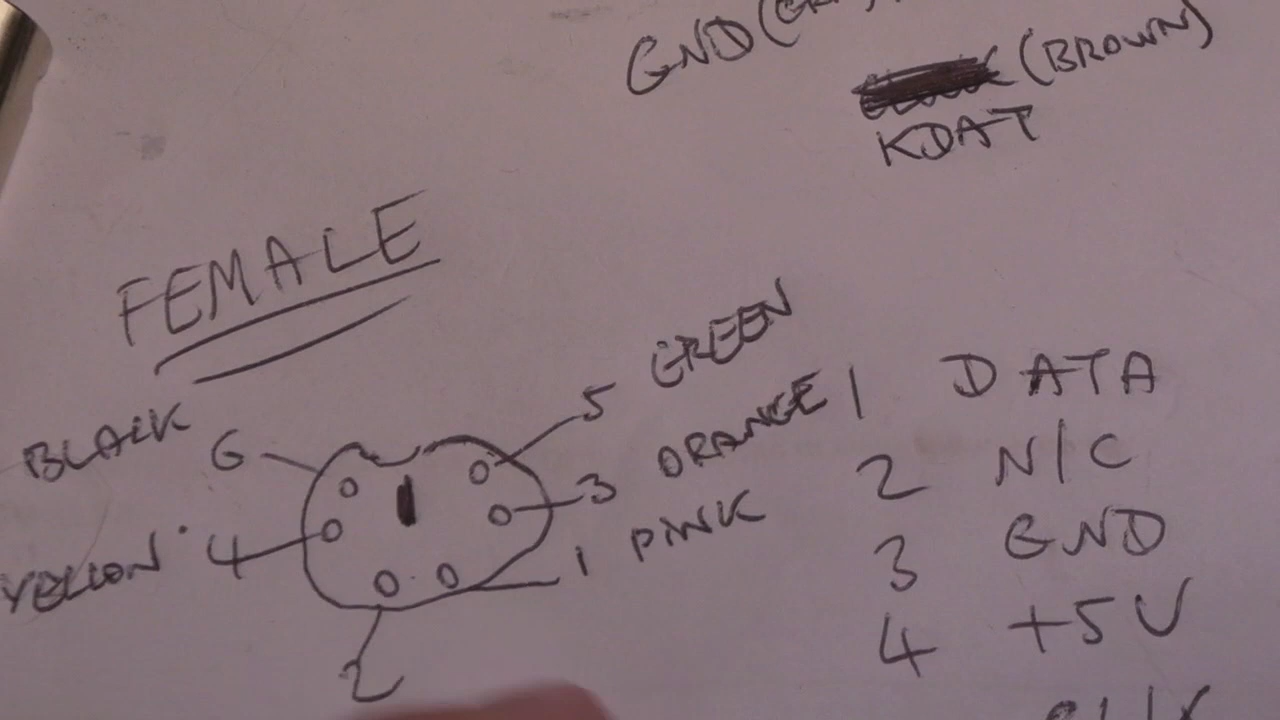 GND (
(BROWN)
KDAT
FEMALE
BLACK 6
5 GREEN
3 ORANGE
YELLOW 4
1 PINK
2
1 DATA
2 N/C
3 GND
4 +5V